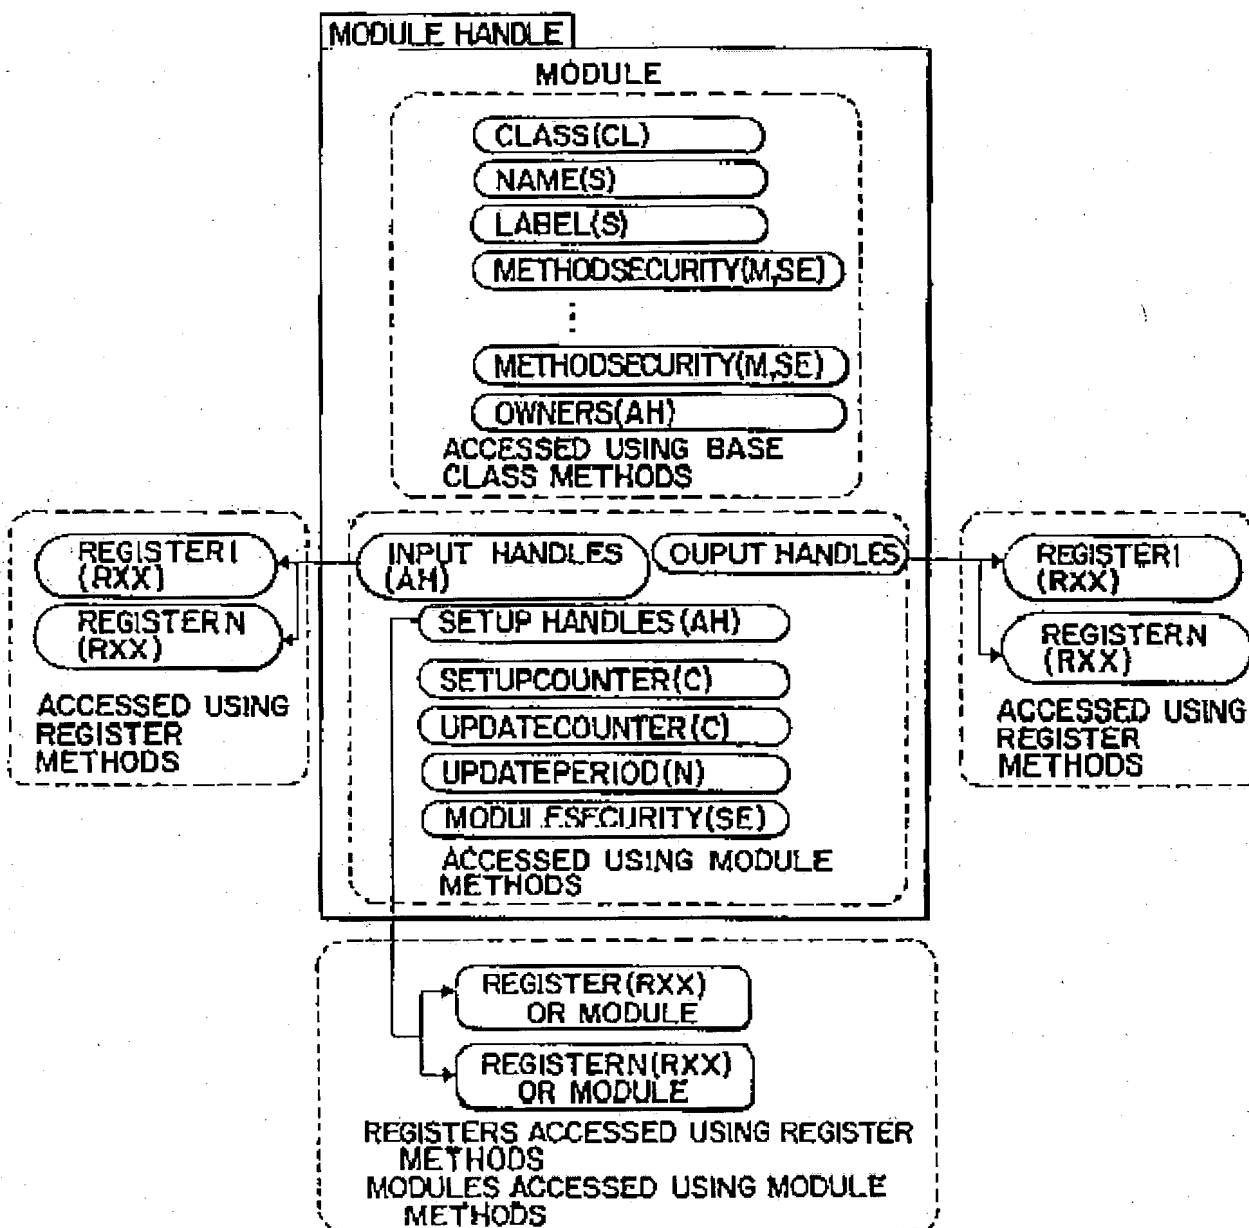 MODULE HANDLE
MODULE
CLASS(CL)
NAME(S)
LABEL(S)
METHODSECURITY(M,SE)
METHODSECURITY(M,SE)
OWNERS(AH)
ACCESSED USING BASE
CLASS METHODS
REGISTER1
(RXX)
REGISTERN
(RXX)
ACCESSED USING
REGISTER
METHODS
INPUT HANDLES
(AH)
OUPUT HANDLES
SETUP HANDLES(AH)
SETUPCOUNTER(C)
UPDATECOUNTER(C)
UPDATEPERIOD(N)
MODULESECURITY(SE)
ACCESSED USING MODULE
METHODS
REGISTER1
(RXX)
REGISTERN
(RXX)
ACCESSED USING
REGISTER
METHODS
REGISTER(RXX)
OR MODULE
REGISTERN(RXX)
OR MODULE
REGISTERS ACCESSED USING REGISTER
METHODS
MODULES ACCESSED USING MODULE
METHODS